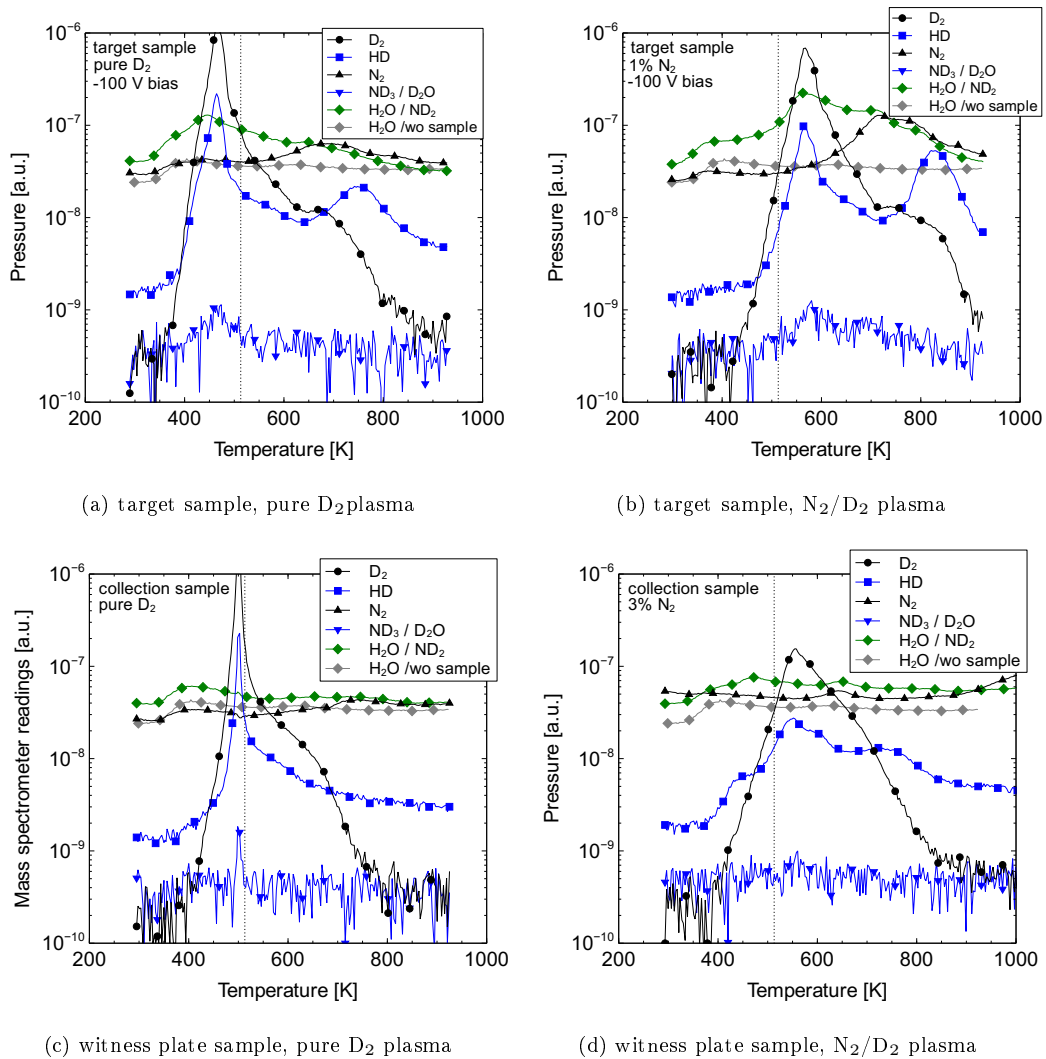 target sample
pure D₂
-100 V bias
D₂
HD
N₂
ND₃ / D₂O
H₂O / ND₂
H₂O /wo sample
Pressure [a.u.]
10⁻⁶
10⁻⁷
10⁻⁸
10⁻⁹
10⁻¹⁰
200 400 600 800 1000
Temperature [K]
(a) target sample, pure D₂plasma
target sample
1% N₂
-100 V bias
D₂
HD
N₂
ND₃ / D₂O
H₂O / ND₂
H₂O /wo sample
Pressure [a.u.]
10⁻⁶
10⁻⁷
10⁻⁸
10⁻⁹
10⁻¹⁰
200 400 600 800 1000
Temperature [K]
(b) target sample, N₂/D₂ plasma
collection sample
pure D₂
D₂
HD
N₂
ND₃ / D₂O
H₂O / ND₂
H₂O /wo sample
Mass spectrometer readings [a.u.]
10⁻⁶
10⁻⁷
10⁻⁸
10⁻⁹
10⁻¹⁰
200 400 600 800 1000
Temperature [K]
(c) witness plate sample, pure D₂ plasma
collection sample
3% N₂
D₂
HD
N₂
ND₃ / D₂O
H₂O / ND₂
H₂O /wo sample
Pressure [a.u.]
10⁻⁶
10⁻⁷
10⁻⁸
10⁻⁹
10⁻¹⁰
200 400 600 800 1000
Temperature [K]
(d) witness plate sample, N₂/D₂ plasma